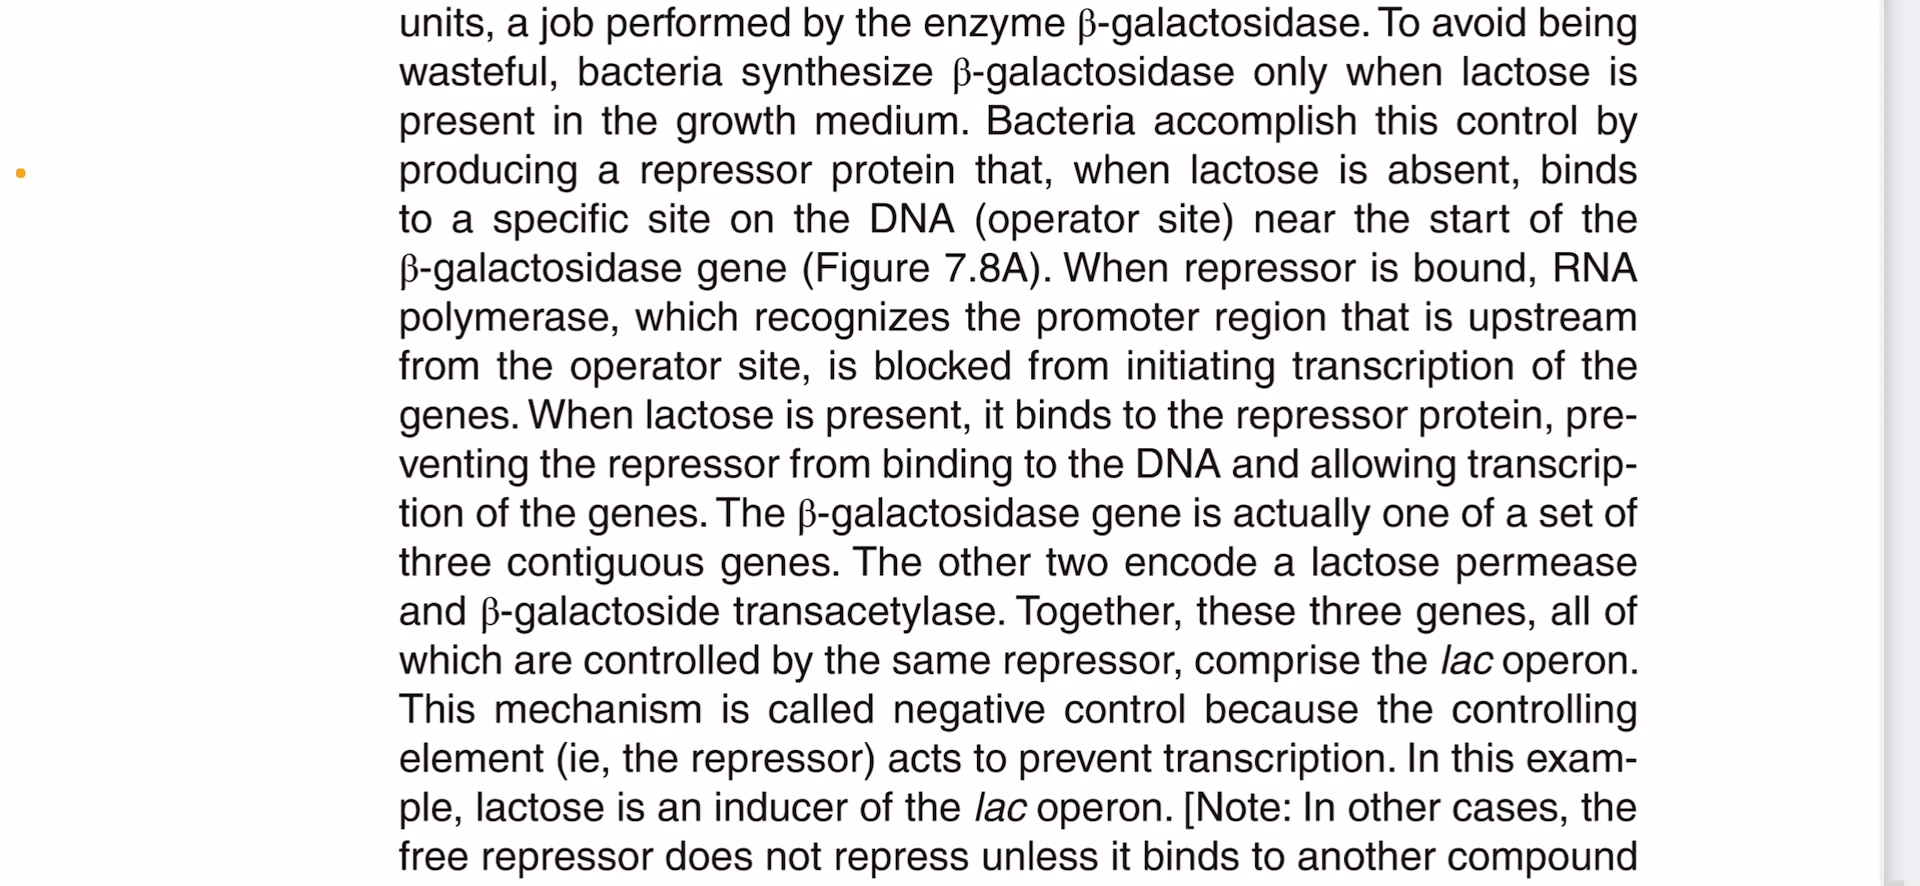 units, a job performed by the enzyme β-galactosidase. To avoid being
wasteful, bacteria synthesize β-galactosidase only when lactose is
present in the growth medium. Bacteria accomplish this control by
producing a repressor protein that, when lactose is absent, binds
to a specific site on the DNA (operator site) near the start of the
β-galactosidase gene (Figure 7.8A). When repressor is bound, RNA
polymerase, which recognizes the promoter region that is upstream
from the operator site, is blocked from initiating transcription of the
genes. When lactose is present, it binds to the repressor protein, pre-
venting the repressor from binding to the DNA and allowing transcrip-
tion of the genes. The β-galactosidase gene is actually one of a set of
three contiguous genes. The other two encode a lactose permease
and β-galactoside transacetylase. Together, these three genes, all of
which are controlled by the same repressor, comprise the lac operon.
This mechanism is called negative control because the controlling
element (ie, the repressor) acts to prevent transcription. In this exam-
ple, lactose is an inducer of the lac operon. [Note: In other cases, the
free repressor does not repress unless it binds to another compound